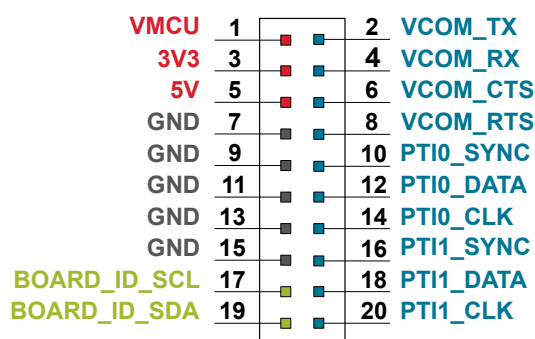 VMCU 1 2 VCOM_TX
3V3 3 4 VCOM_RX
5V 5 6 VCOM_CTS
GND 7 8 VCOM_RTS
GND 9 10 PTI0_SYNC
GND 11 12 PTI0_DATA
GND 13 14 PTI0_CLK
GND 15 16 PTI1_SYNC
BOARD_ID_SCL 17 18 PTI1_DATA
BOARD_ID_SDA 19 20 PTI1_CLK